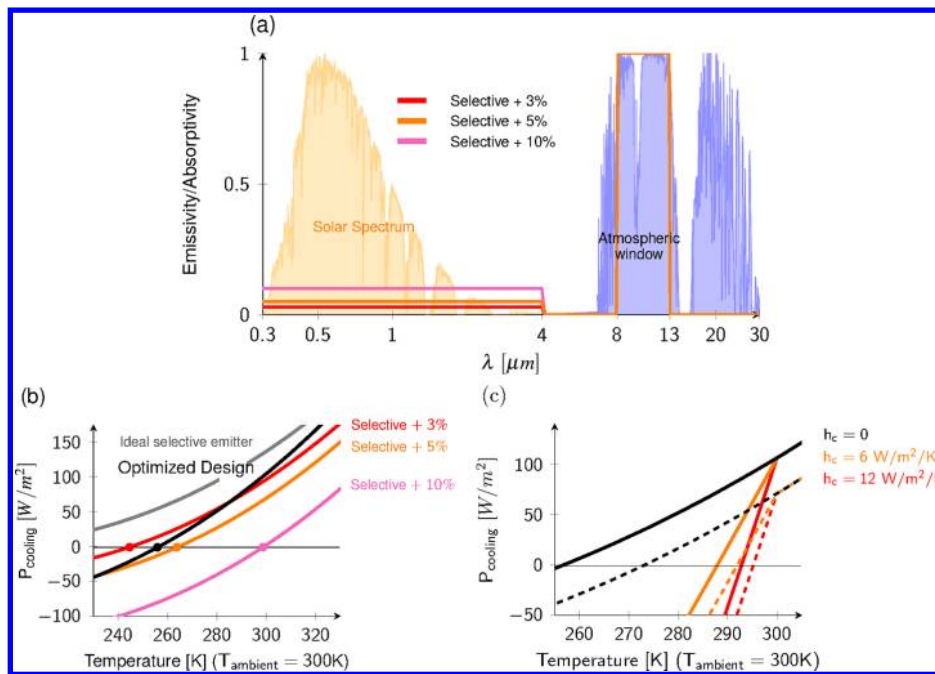 (a)
Emissivity/Absorptivity
1
0.5
0
Selective + 3%
Selective + 5%
Selective + 10%
Solar Spectrum
Atmospheric
window
0.3
0.5
1
4
8
13
20
30
λ [μm]
(b)
P_cooling [W/m²]
150
100
50
0
−50
−100
Ideal selective emitter
Optimized Design
Selective + 3%
Selective + 5%
Selective + 10%
240
260
280
300
320
Temperature [K] (T_ambient = 300K)
(c)
P_cooling [W/m²]
100
50
0
−50
h_c = 0
h_c = 6 W/m²/K
h_c = 12 W/m²/
260
270
280
290
300
Temperature [K] (T_ambient = 300K)